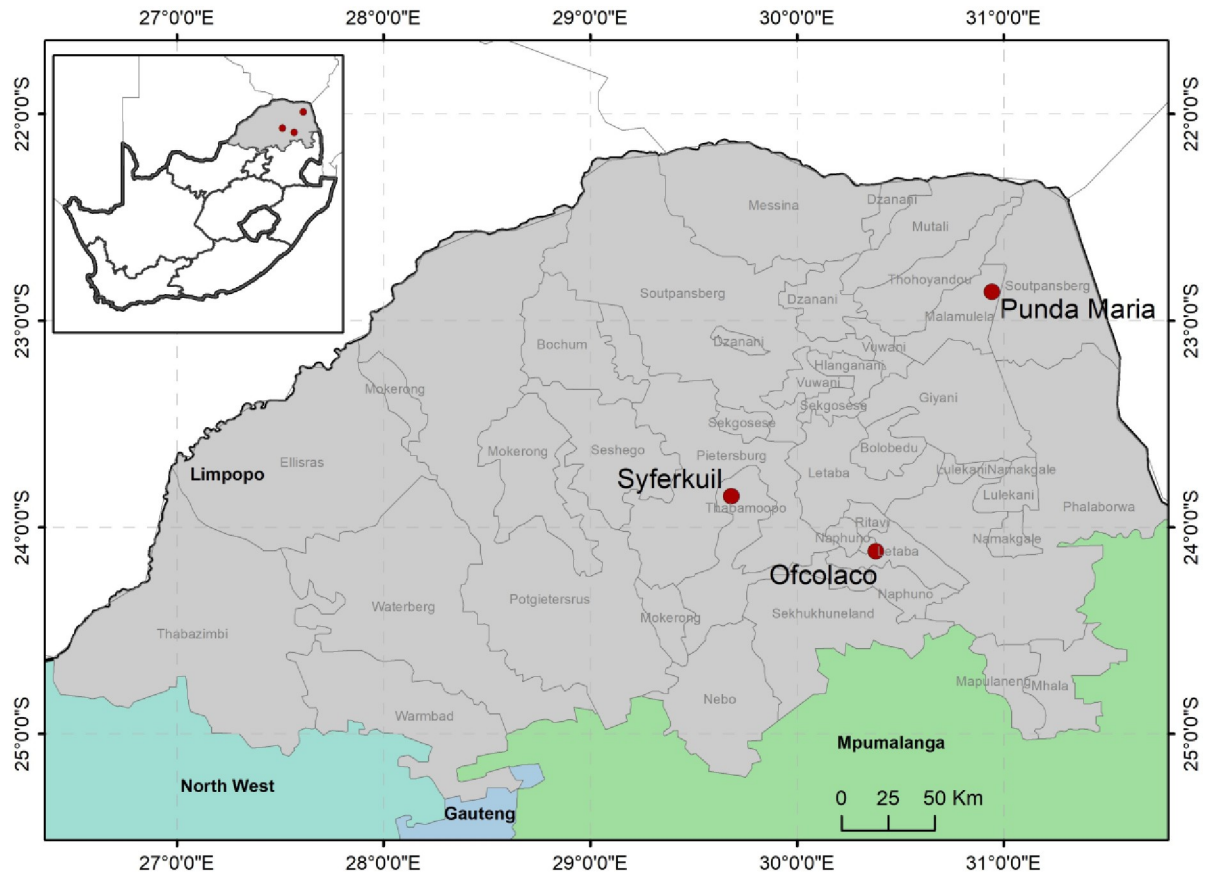 27°0'0"E 28°0'0"E 29°0'0"E 30°0'0"E 31°0'0"E
22°0'0"S
22°0'0"S
Messina
Dzanani
Mutali
Thohoyandou
Soutpansberg
Soutpansberg
Dzanani
Punda Maria
Malamulela
23°0'0"S
23°0'0"S
Bochum
Dzanani
Vuwani
Hlanganani
Vuwani
Mokerong
Sekgosese
Giyani
Sekgosese
Mokerong
Seshego
Pietersburg
Bolobedu
Ellisras
Limpopo
Letaba
Lulekani
Namakgale
Syferkuil
Lulekani
Thabamoopo
Phalaborwa
24°0'0"S
24°0'0"S
Ritavi
Naphuno
Namakgale
Letaba
Ofcolaco
Naphuno
Waterberg
Potgietersrus
Mokerong
Sekhukhuneland
Thabazimbi
Mapulaneng
Mhala
Nebo
Warmbad
25°0'0"S
25°0'0"S
Mpumalanga
North West
0 25 50 Km
Gauteng
27°0'0"E 28°0'0"E 29°0'0"E 30°0'0"E 31°0'0"E